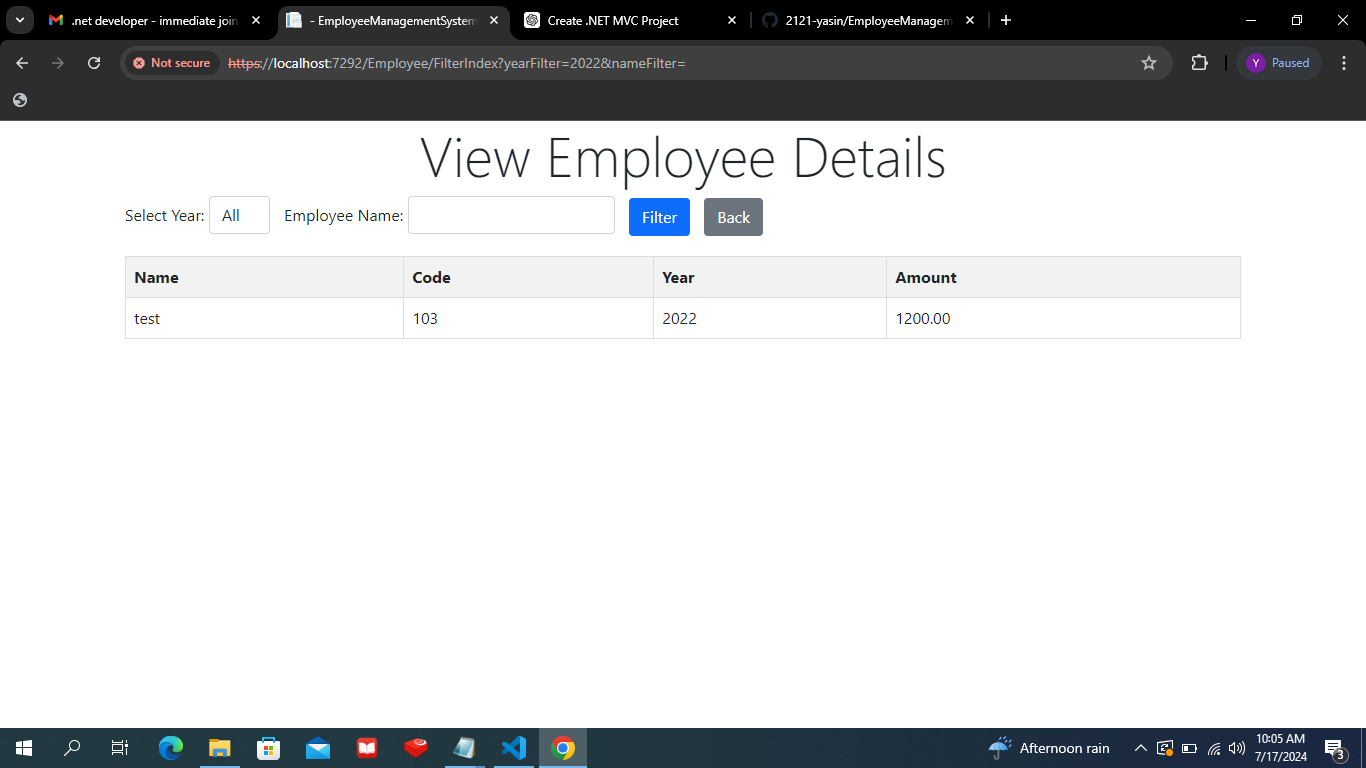 .net developer - immediate join
- EmployeeManagementSystem
Create .NET MVC Project
2121-yasin/EmployeeManagem
Not secure
https://localhost:7292/Employee/FilterIndex?yearFilter=2022&nameFilter=
Y
Paused
View Employee Details
Select Year: All Employee Name: Filter Back
Name Code Year Amount
test 103 2022 1200.00
Afternoon rain
10:05 AM
7/17/2024
3